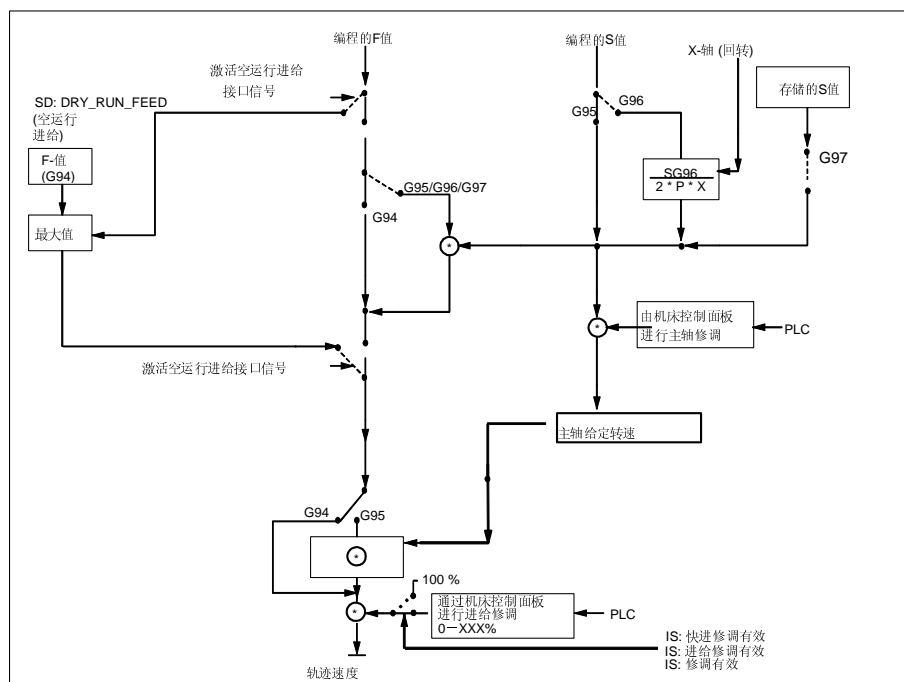 编程的F值
编程的S值
X-轴 (回转)
激活空运行进给
接口信号
存储的S值
SD: DRY_RUN_FEED
(空运行
进给)
G96
G95
F-值
(G94)
G97
SG96
2 * P * X
G95/G96/G97
G94
最大值
*
由机床控制面板
进行主轴修调
PLC
*
激活空运行进给接口信号
主轴给定转速
G94
G95
*
100 %
通过机床控制面板
进行进给修调
0一XXX%
PLC
*
IS: 快进修调有效
IS: 进给修调有效
IS: 修调有效
轨迹速度